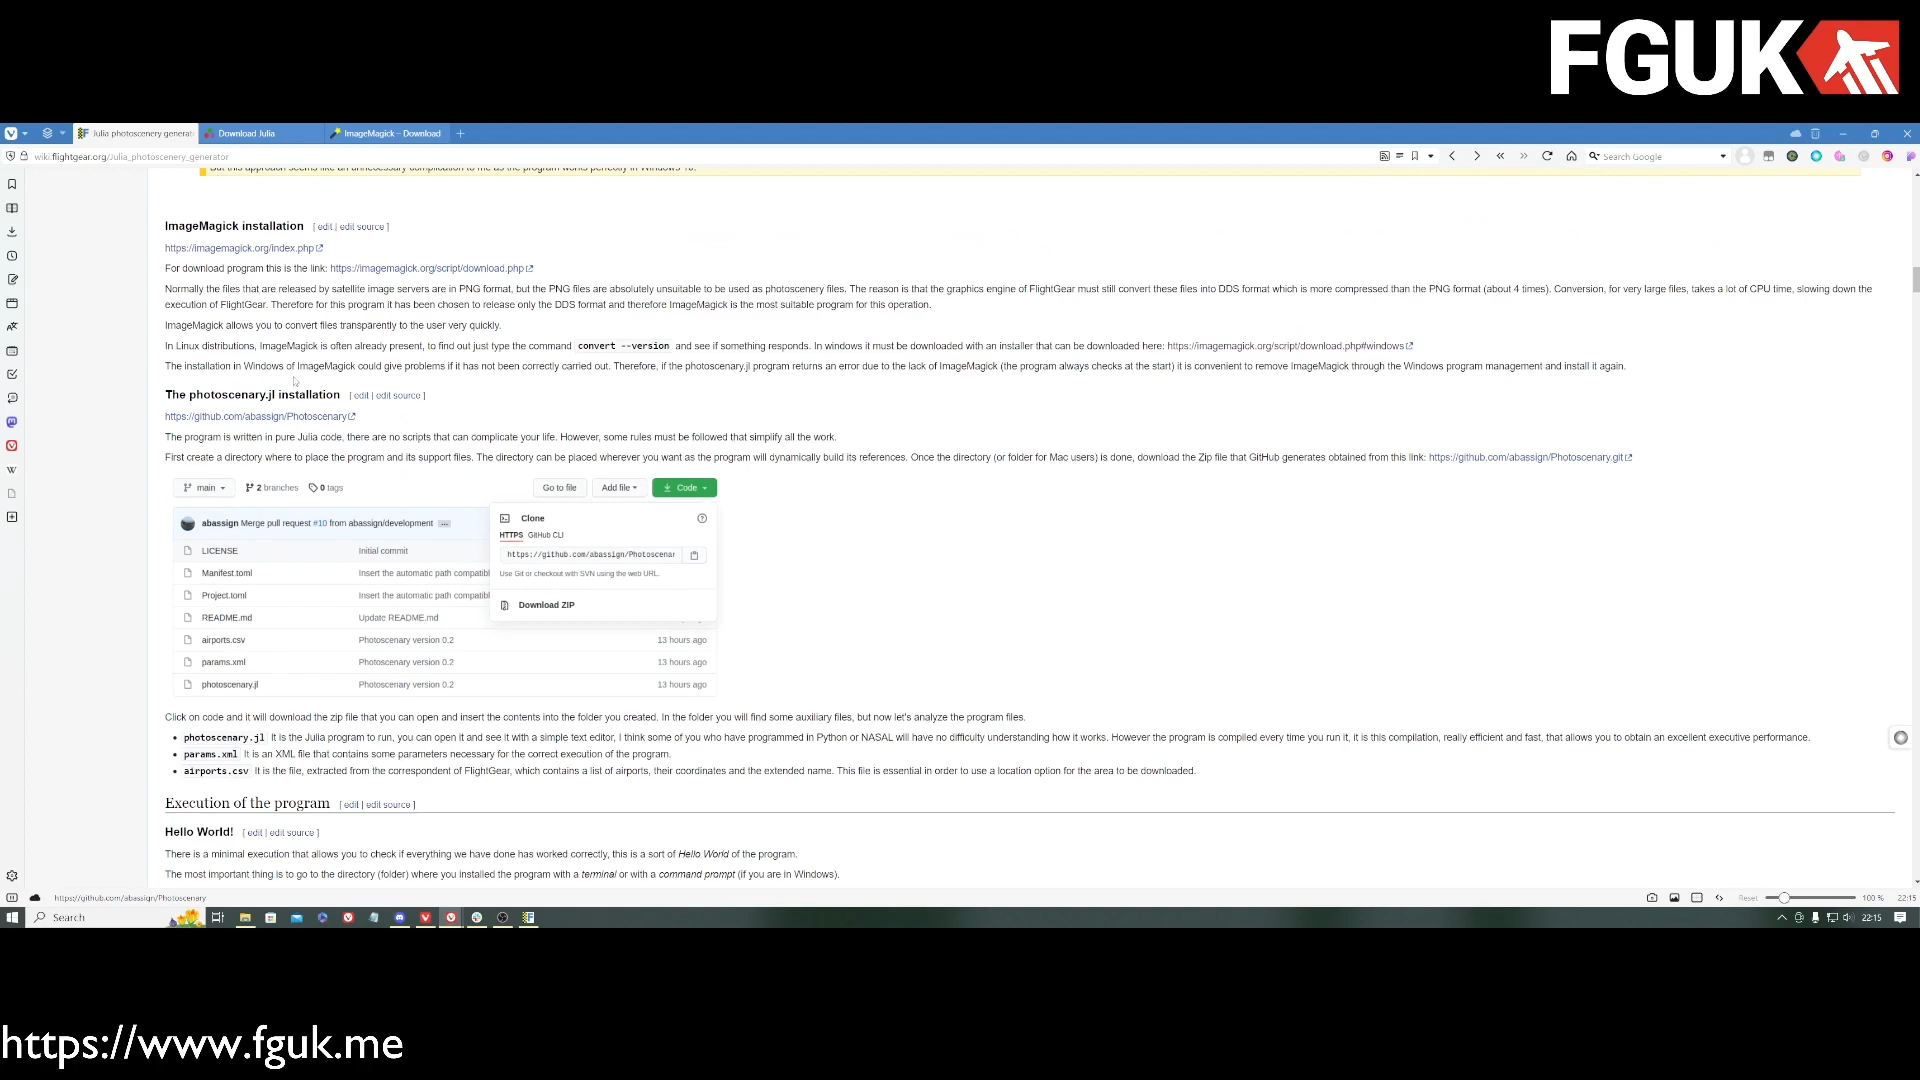 FGUK
Julia photoscenery generat
Download Julia
ImageMagick – Download
wiki.flightgear.org/Julia_photoscenery_generator
Search Google
But this approach seems like an unnecessary complication to me as the program works perfectly in Windows 10.
ImageMagick installation [ edit | edit source ]
https://imagemagick.org/index.php
For download program this is the link: https://imagemagick.org/script/download.php
Normally the files that are released by satellite image servers are in PNG format, but the PNG files are absolutely unsuitable to be used as photoscenery files. The reason is that the graphics engine of FlightGear must still convert these files into DDS format which is more compressed than the PNG format (about 4 times). Conversion, for very large files, takes a lot of CPU time, slowing down the
execution of FlightGear. Therefore for this program it has been chosen to release only the DDS format and therefore ImageMagick is the most suitable program for this operation.
ImageMagick allows you to convert files transparently to the user very quickly.
In Linux distributions, ImageMagick is often already present, to find out just type the command convert --version and see if something responds. In windows it must be downloaded with an installer that can be downloaded here: https://imagemagick.org/script/download.php#windows
The installation in Windows of ImageMagick could give problems if it has not been correctly carried out. Therefore, if the photoscenary.jl program returns an error due to the lack of ImageMagick (the program always checks at the start) it is convenient to remove ImageMagick through the Windows program management and install it again.
The photoscenary.jl installation [ edit | edit source ]
https://github.com/abassign/Photoscenary
The program is written in pure Julia code, there are no scripts that can complicate your life. However, some rules must be followed that simplify all the work.
First create a directory where to place the program and its support files. The directory can be placed wherever you want as the program will dynamically build its references. Once the directory (or folder for Mac users) is done, download the Zip file that GitHub generates obtained from this link: https://github.com/abassign/Photoscenary.git
main 2 branches 0 tags Go to file Add file Code
abassign Merge pull request #10 from abassign/development ...
Clone
HTTPS GitHub CLI
https://github.com/abassign/Photoscenar
Use Git or checkout with SVN using the web URL.
Download ZIP
LICENSE Initial commit
Manifest.toml Insert the automatic path compatibil
Project.toml Insert the automatic path compatibil
README.md Update README.md
airports.csv Photoscenary version 0.2 13 hours ago
params.xml Photoscenary version 0.2 13 hours ago
photoscenary.jl Photoscenary version 0.2 13 hours ago
Click on code and it will download the zip file that you can open and insert the contents into the folder you created. In the folder you will find some auxiliary files, but now let's analyze the program files.
• photoscenary.jl It is the Julia program to run, you can open it and see it with a simple text editor, I think some of you who have programmed in Python or NASAL will have no difficulty understanding how it works. However the program is compiled every time you run it, it is this compilation, really efficient and fast, that allows you to obtain an excellent executive performance.
• params.xml It is an XML file that contains some parameters necessary for the correct execution of the program.
• airports.csv It is the file, extracted from the correspondent of FlightGear, which contains a list of airports, their coordinates and the extended name. This file is essential in order to use a location option for the area to be downloaded.
Execution of the program [ edit | edit source ]
Hello World! [ edit | edit source ]
There is a minimal execution that allows you to check if everything we have done has worked correctly, this is a sort of Hello World of the program.
The most important thing is to go to the directory (folder) where you installed the program with a terminal or with a command prompt (if you are in Windows).
https://github.com/abassign/Photoscenary
Reset 100 % 22:15
Search
22:15
https://www.fguk.me